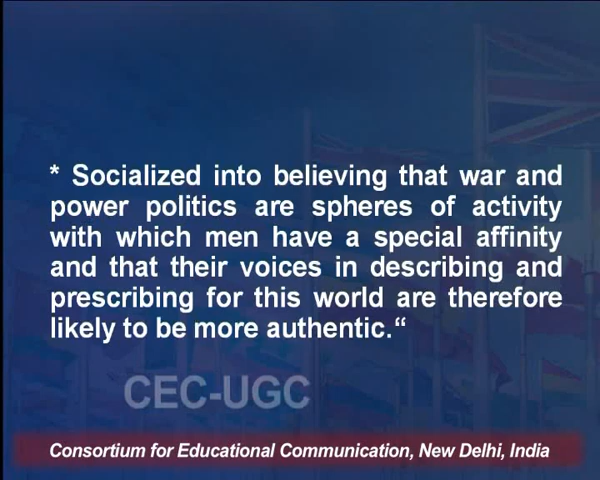 * Socialized into believing that war and
power politics are spheres of activity
with which men have a special affinity
and that their voices in describing and
prescribing for this world are therefore
likely to be more authentic.“
CEC-UGC
Consortium for Educational Communication, New Delhi, India